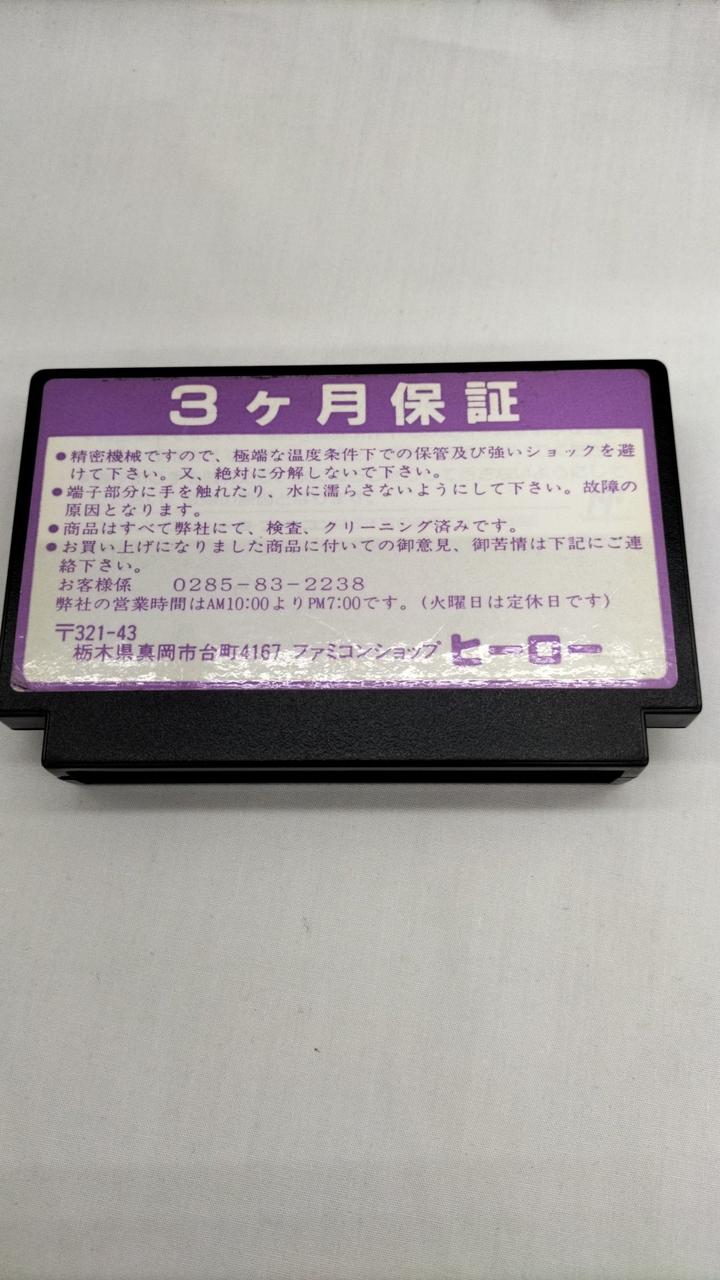 3ヶ月保証
●精密機械ですので、極端な温度条件下での保管及び強いショックを避
けて下さい。又、絶対に分解しないで下さい。
●端子部分に手を触れたり、水に濡らさないようにして下さい。故障の
原因となります。
●商品はすべて弊社にて、検査、クリーニング済みです。
●お買い上げになりました商品に付いての御意見、御苦情は下記にご連
絡下さい。
お客様係 0285-83-2238
弊社の営業時間はAM10:00よりPM7:00です。(火曜日は定休日です)
〒321-43
栃木県真岡市台町4167 ファミコンショップ ヒーロー